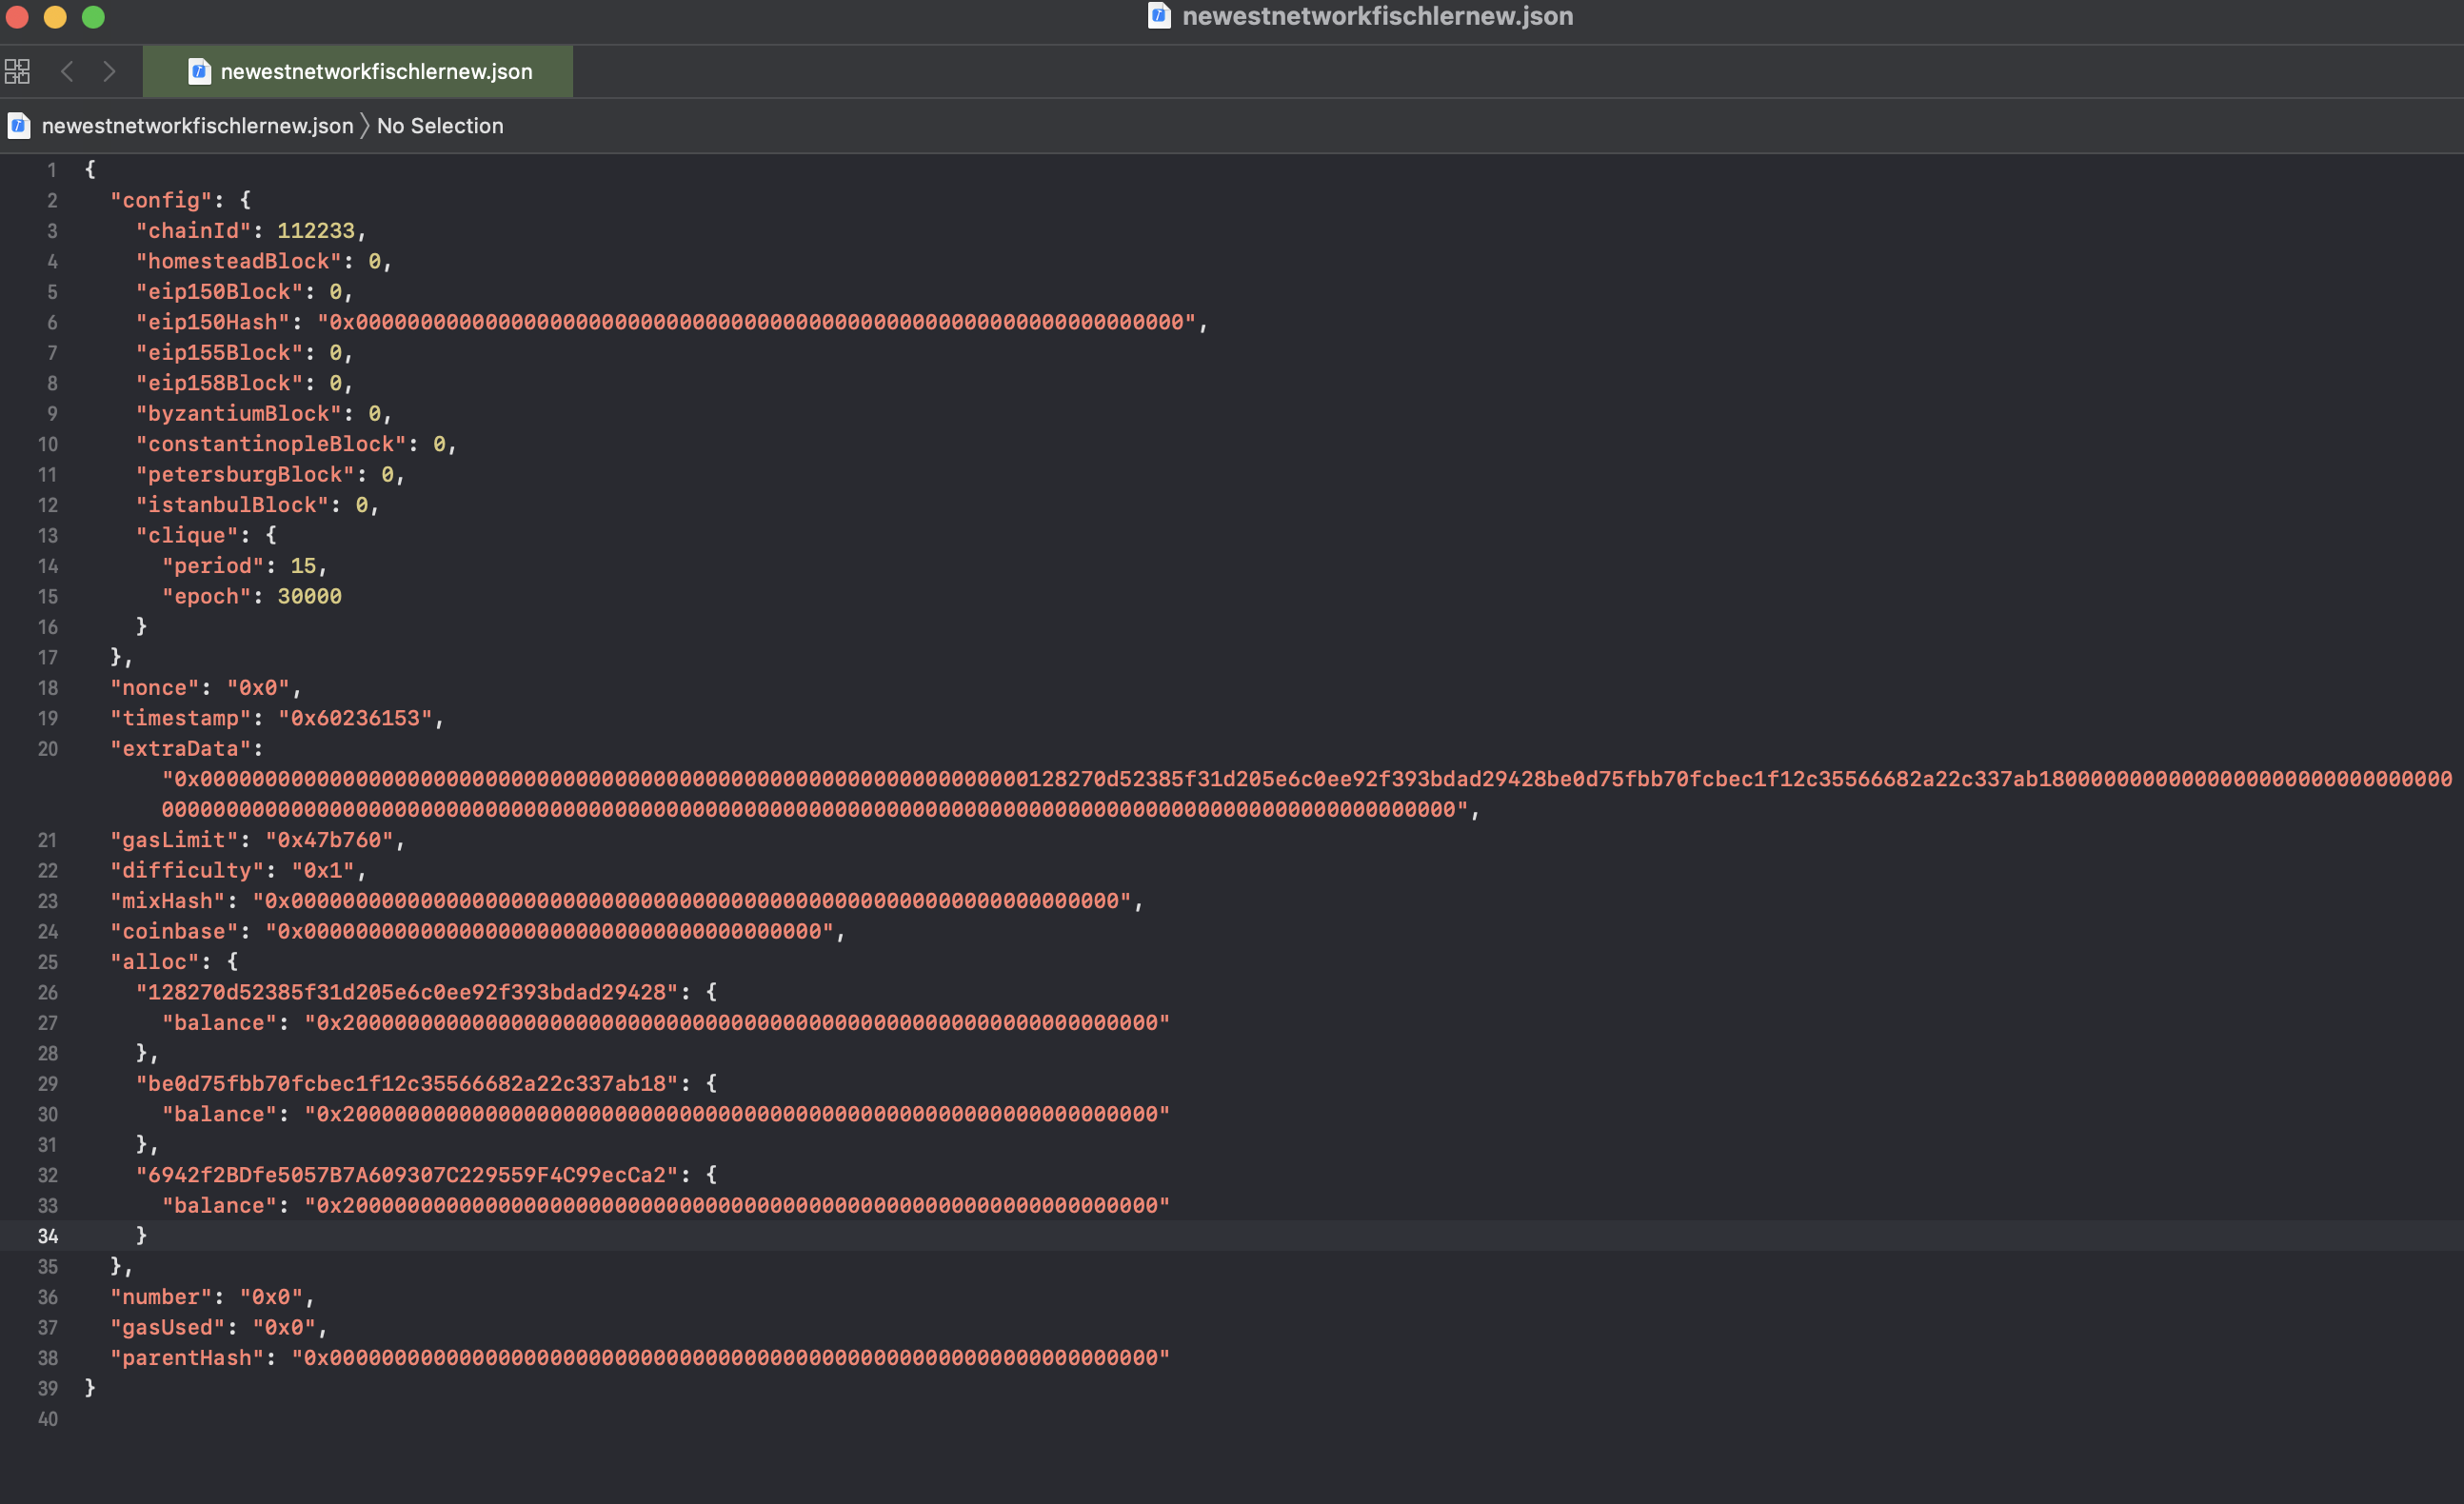 newestnetworkfischlernew.json
newestnetworkfischlernew.json
newestnetworkfischlernew.json 〉 No Selection
1 {
2 "config": {
3 "chainId": 112233,
4 "homesteadBlock": 0,
5 "eip150Block": 0,
6 "eip150Hash": "0x0000000000000000000000000000000000000000000000000000000000000000",
7 "eip155Block": 0,
8 "eip158Block": 0,
9 "byzantiumBlock": 0,
10 "constantinopleBlock": 0,
11 "petersburgBlock": 0,
12 "istanbulBlock": 0,
13 "clique": {
14 "period": 15,
15 "epoch": 30000
16 }
17 },
18 "nonce": "0x0",
19 "timestamp": "0x60236153",
20 "extraData":
"0x0000000000000000000000000000000000000000000000000000000000000000128270d52385f31d205e6c0ee92f393bdad29428be0d75fbb70fcbec1f12c35566682a22c337ab18000000000000000000000000000000
0000000000000000000000000000000000000000000000000000000000000000000000000000000000000000000000000000",
21 "gasLimit": "0x47b760",
22 "difficulty": "0x1",
23 "mixHash": "0x0000000000000000000000000000000000000000000000000000000000000000",
24 "coinbase": "0x0000000000000000000000000000000000000000",
25 "alloc": {
26 "128270d52385f31d205e6c0ee92f393bdad29428": {
27 "balance": "0x200000000000000000000000000000000000000000000000000000000000000"
28 },
29 "be0d75fbb70fcbec1f12c35566682a22c337ab18": {
30 "balance": "0x200000000000000000000000000000000000000000000000000000000000000"
31 },
32 "6942f2BDfe5057B7A609307C229559F4C99ecCa2": {
33 "balance": "0x200000000000000000000000000000000000000000000000000000000000000"
34 }
35 },
36 "number": "0x0",
37 "gasUsed": "0x0",
38 "parentHash": "0x0000000000000000000000000000000000000000000000000000000000000000"
39 }
40